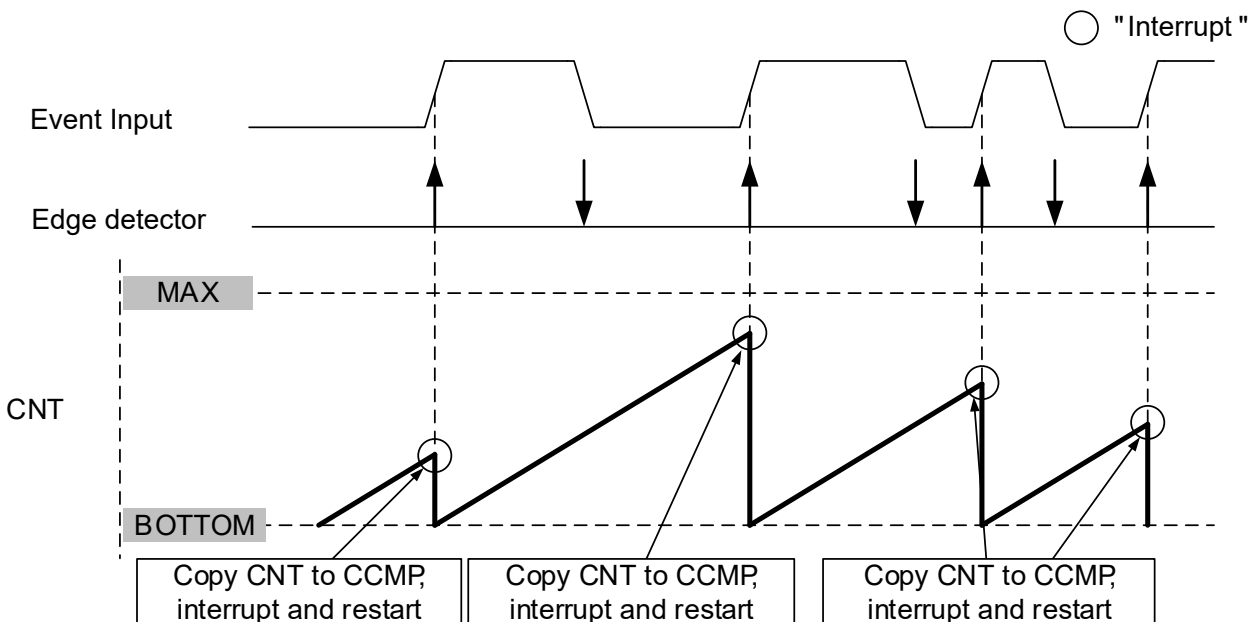 "Interrupt"
Event Input
Edge detector
MAX
CNT
BOTTOM
Copy CNT to CCMP,
interrupt and restart
Copy CNT to CCMP,
interrupt and restart
Copy CNT to CCMP,
interrupt and restart